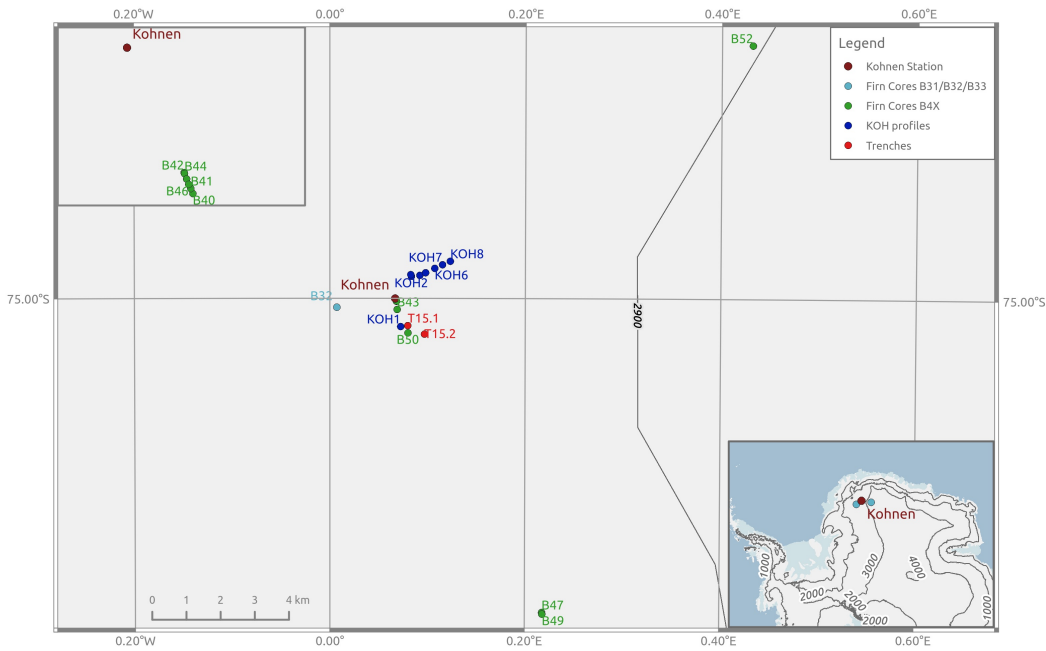 0.20°W 0.00° 0.20°E 0.40°E 0.60°E
Kohnen
B42 B44
B41
B46
B40
B52
Legend
Kohnen Station
Firn Cores B31/B32/B33
Firn Cores B4X
KOH profiles
Trenches
KOH7 KOH8
KOH6
KOH2
Kohnen
75.00°S 75.00°S
B32
B43
KOH1 T15.1
T15.2
B50
2900
Kohnen
1000
3000
4000
2000
2000
2000
1000
B47
B49
0 1 2 3 4 km
0.20°W 0.00° 0.20°E 0.40°E 0.60°E